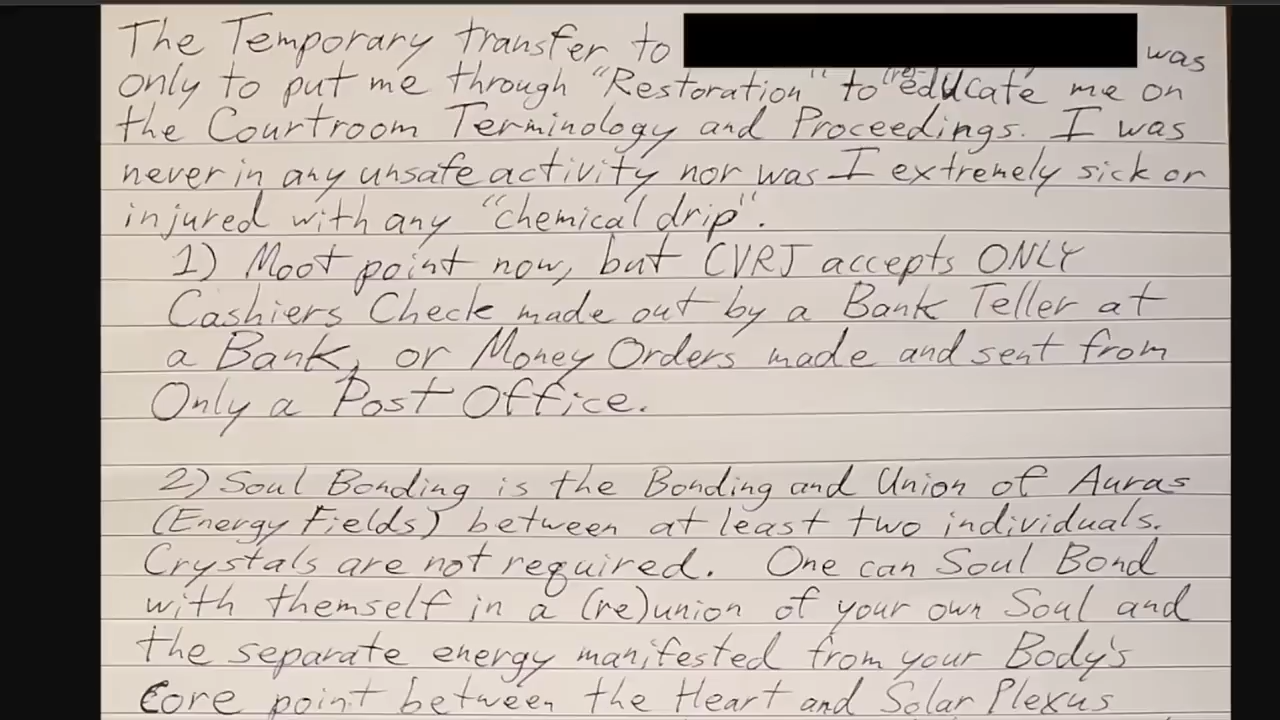 The Temporary transfer to was
only to put me through "Restoration" to (re-)educate me on
the Courtroom Terminology and Proceedings. I was
never in any unsafe activity nor was I extremely sick or
injured with any "chemical drip".
1) Moot point now, but CVRJ accepts ONLY
Cashiers Check made out by a Bank Teller at
a Bank, or Money Orders made and sent from
Only a Post Office.
2) Soul Bonding is the Bonding and Union of Auras
(Energy Fields) between at least two individuals.
Crystals are not required. One can Soul Bond
with themself in a (re)union of your own Soul and
the separate energy manifested from your Body's
Core point between the Heart and Solar Plexus